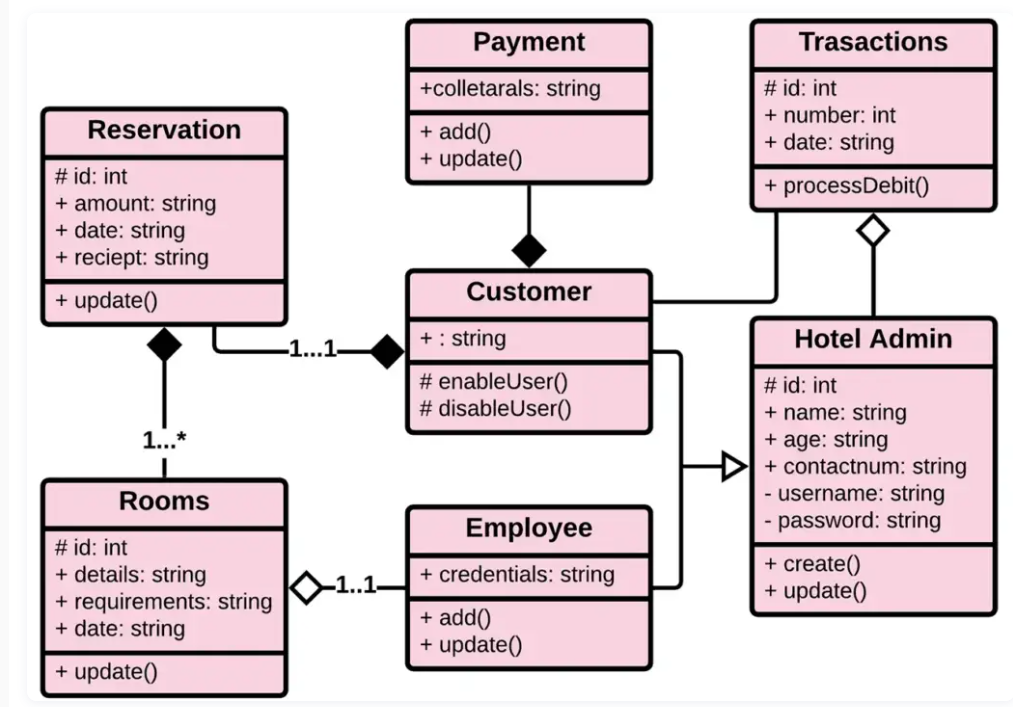 Payment
+colletarals: string
+ add()
+ update()
Trasactions
# id: int
+ number: int
+ date: string
+ processDebit()
Reservation
# id: int
+ amount: string
+ date: string
+ reciept: string
+ update()
Customer
+ : string
# enableUser()
# disableUser()
1...1
1...*
Hotel Admin
# id: int
+ name: string
+ age: string
+ contactnum: string
- username: string
- password: string
+ create()
+ update()
Rooms
# id: int
+ details: string
+ requirements: string
+ date: string
+ update()
1..1
Employee
+ credentials: string
+ add()
+ update()